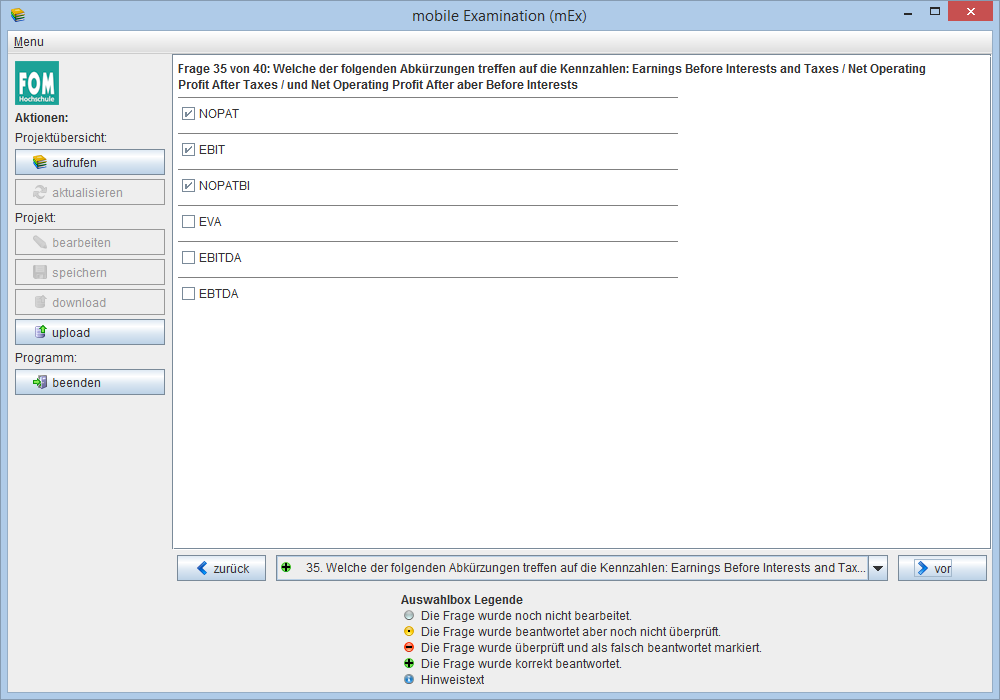 mobile Examination (mEx)
Menu
FOM
Hochschule
Aktionen:
Projektübersicht:
aufrufen
aktualisieren
Projekt:
bearbeiten
speichern
download
upload
Programm:
beenden
Frage 35 von 40: Welche der folgenden Abkürzungen treffen auf die Kennzahlen: Earnings Before Interests and Taxes / Net Operating
Profit After Taxes / und Net Operating Profit After aber Before Interests
NOPAT
EBIT
NOPATBI
EVA
EBITDA
EBTDA
zurück
35. Welche der folgenden Abkürzungen treffen auf die Kennzahlen: Earnings Before Interests and Tax...
vor
Auswahlbox Legende
Die Frage wurde noch nicht bearbeitet.
Die Frage wurde beantwortet aber noch nicht überprüft.
Die Frage wurde überprüft und als falsch beantwortet markiert.
Die Frage wurde korrekt beantwortet.
Hinweistext